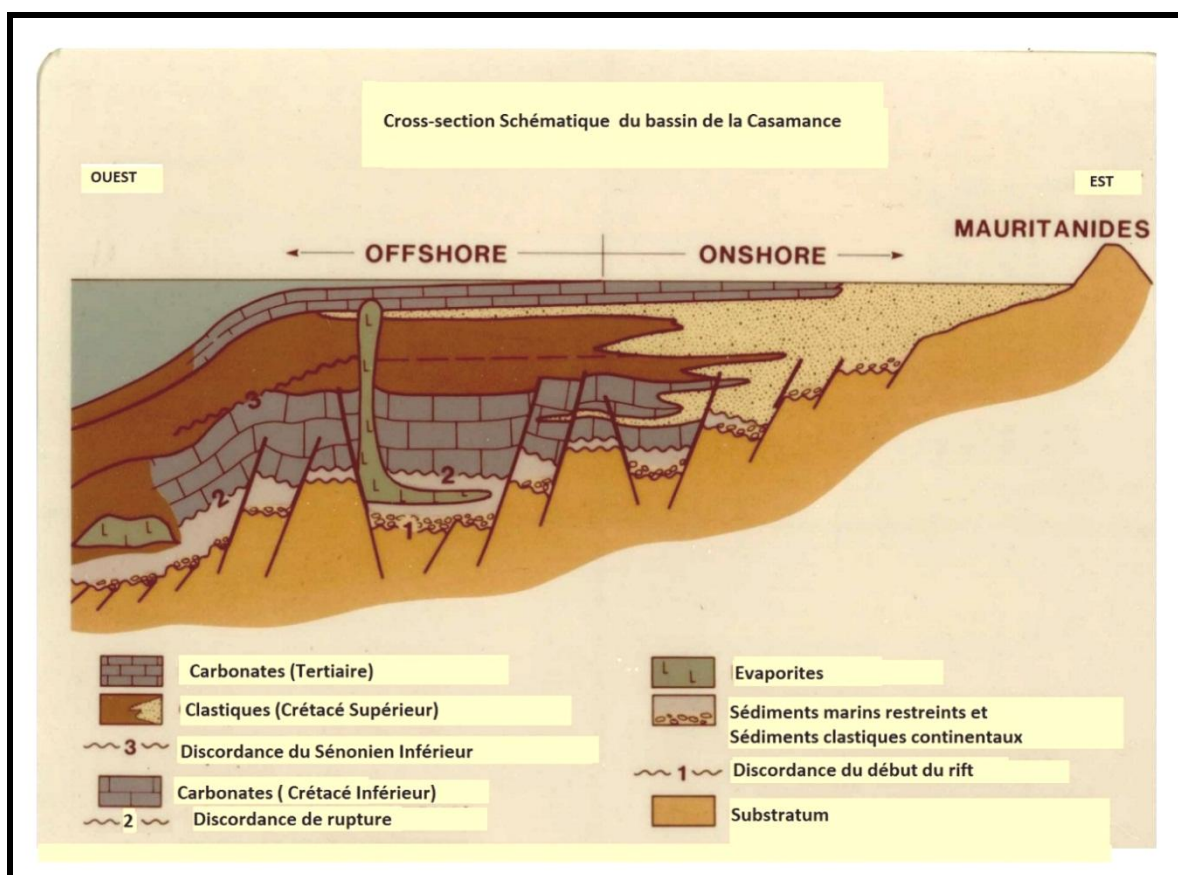 Cross-section Schématique du bassin de la Casamance
OUEST
EST
MAURITANIDES
OFFSHORE
ONSHORE
3
2
2
1
L
L
L
L
L
L
L
L
L
Carbonates (Tertiaire)
Clastiques (Crétacé Supérieur)
3 Discordance du Sénonien Inférieur
Carbonates ( Crétacé Inférieur)
2 Discordance de rupture
L L Evaporites
Sédiments marins restreints et
Sédiments clastiques continentaux
1 Discordance du début du rift
Substratum